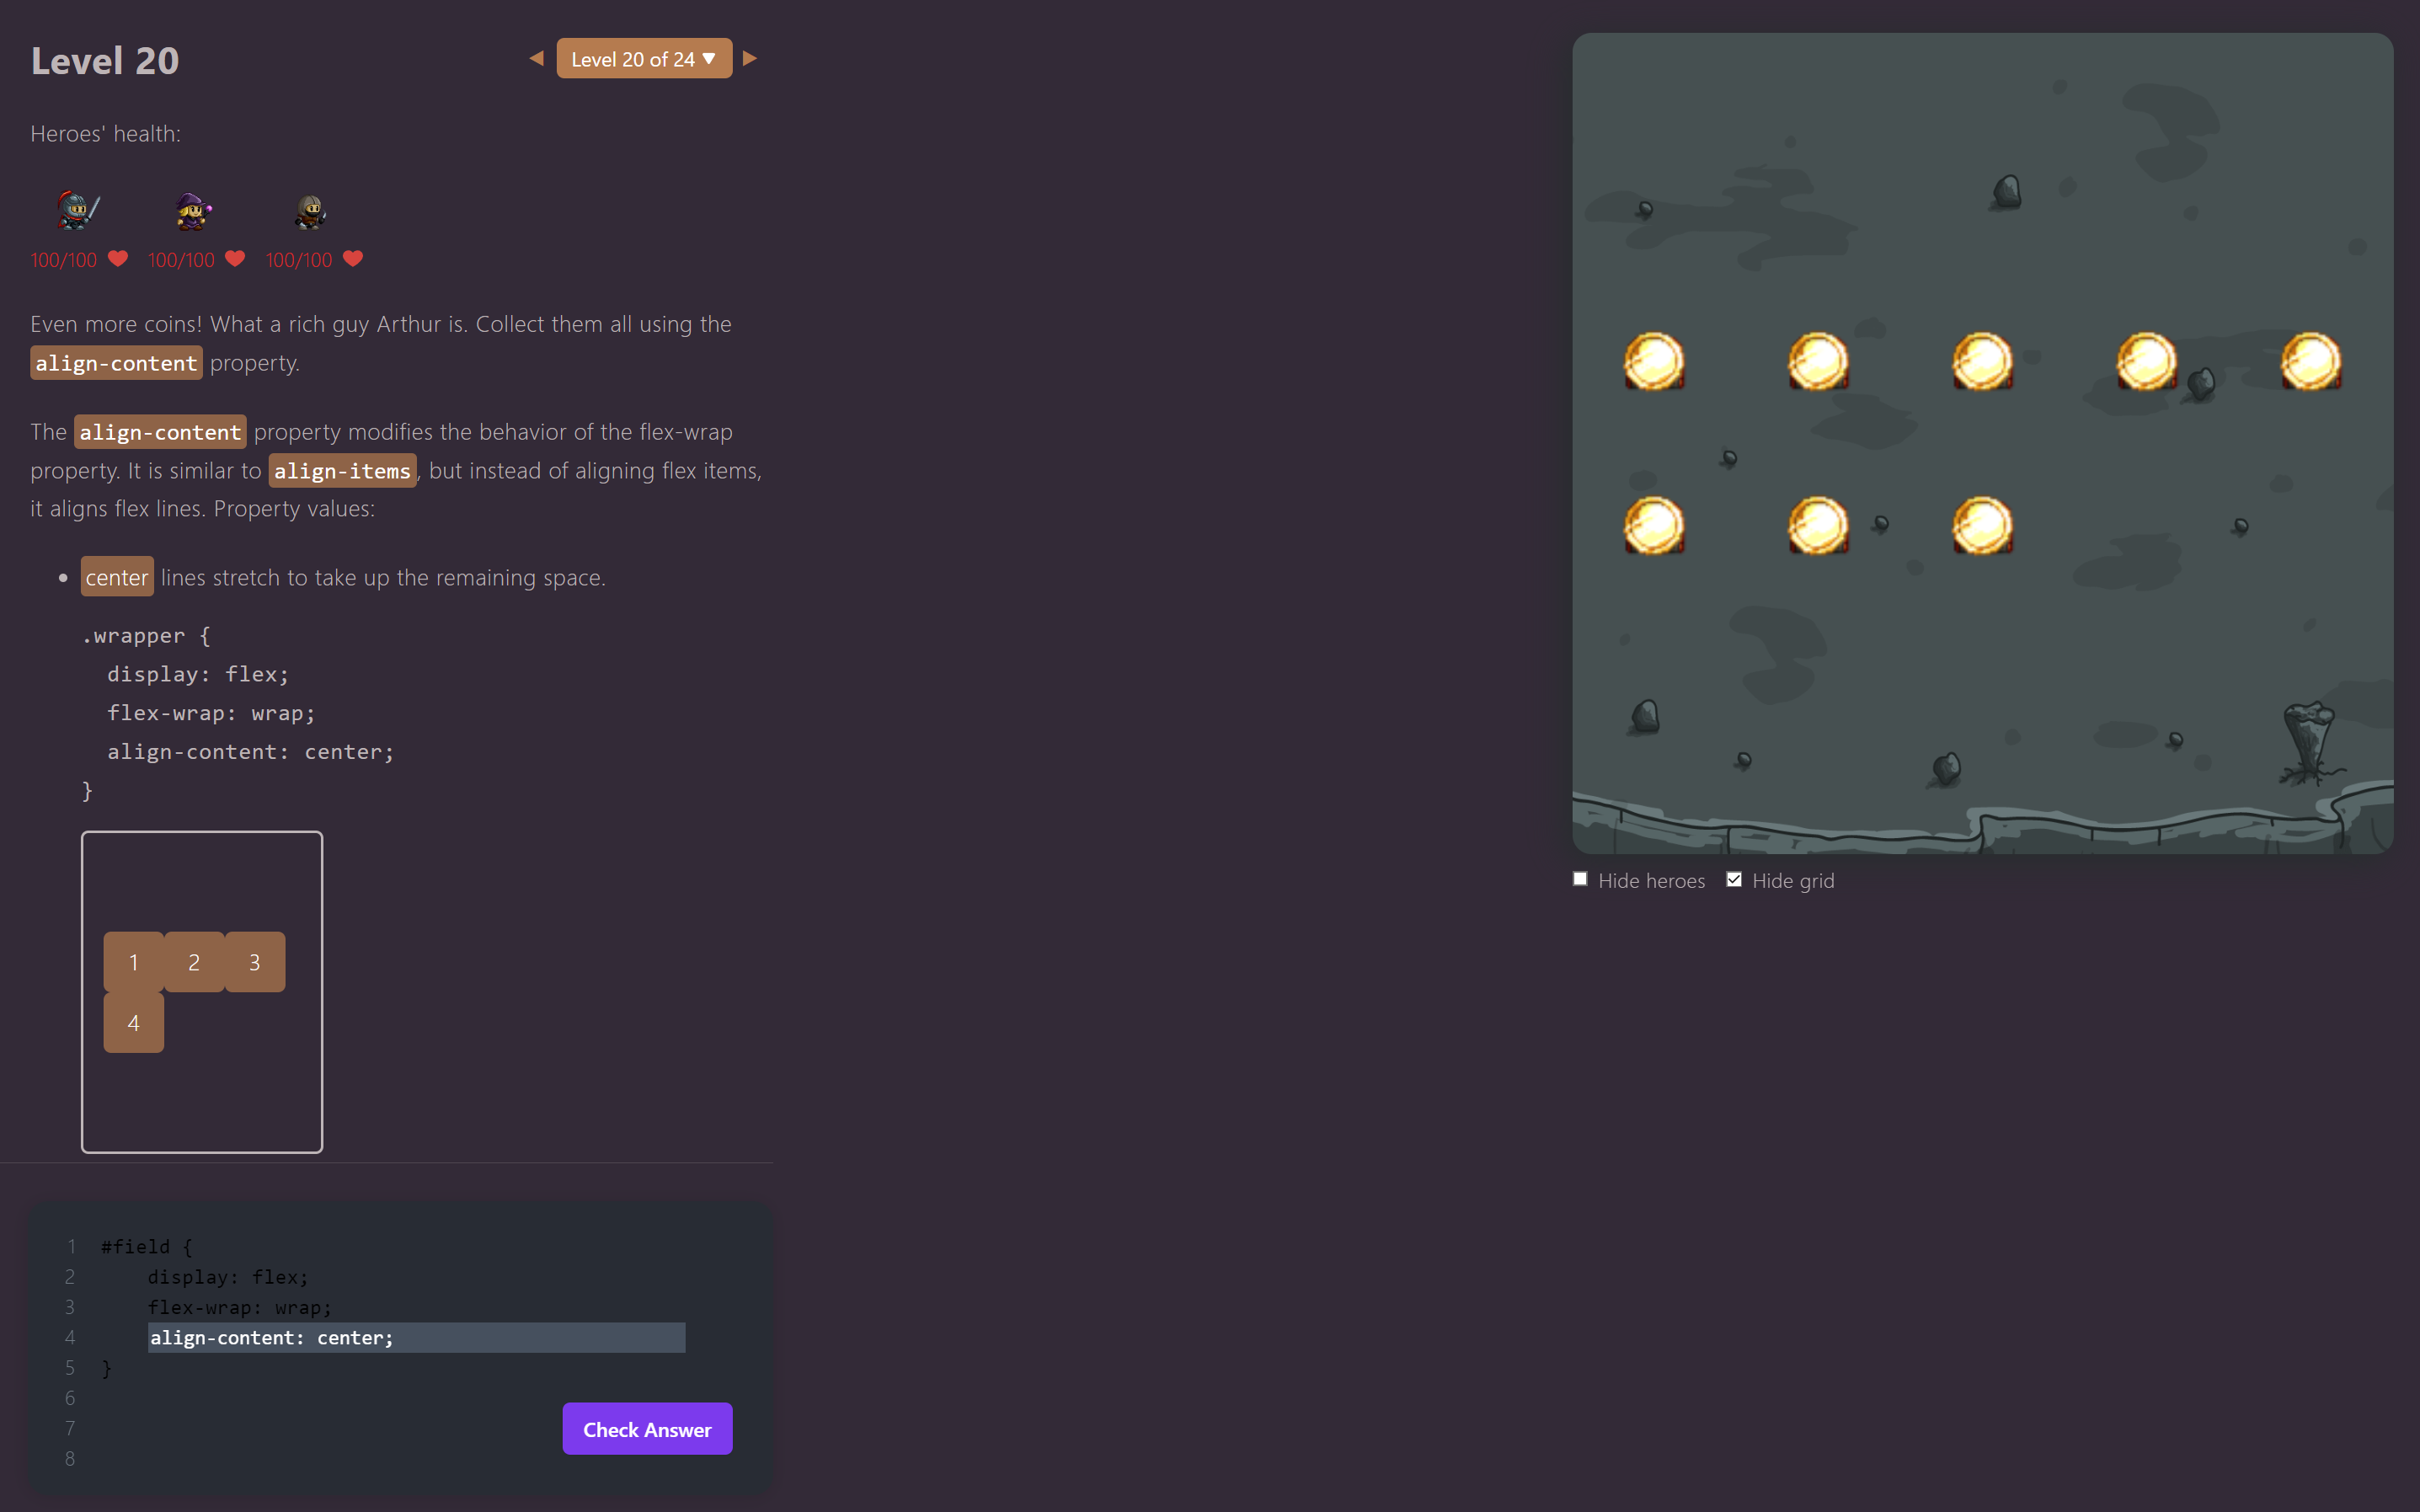 Level 20
Level 20 of 24 ▼
Heroes' health:
100/100 100/100 100/100
Even more coins! What a rich guy Arthur is. Collect them all using the
align-content property.
The align-content property modifies the behavior of the flex-wrap
property. It is similar to align-items, but instead of aligning flex items,
it aligns flex lines. Property values:
center lines stretch to take up the remaining space.
.wrapper {
display: flex;
flex-wrap: wrap;
align-content: center;
}
1 2 3
4
1 #field {
2 display: flex;
3 flex-wrap: wrap;
4 align-content: center;
5 }
6
7
8
Check Answer
Hide heroes Hide grid